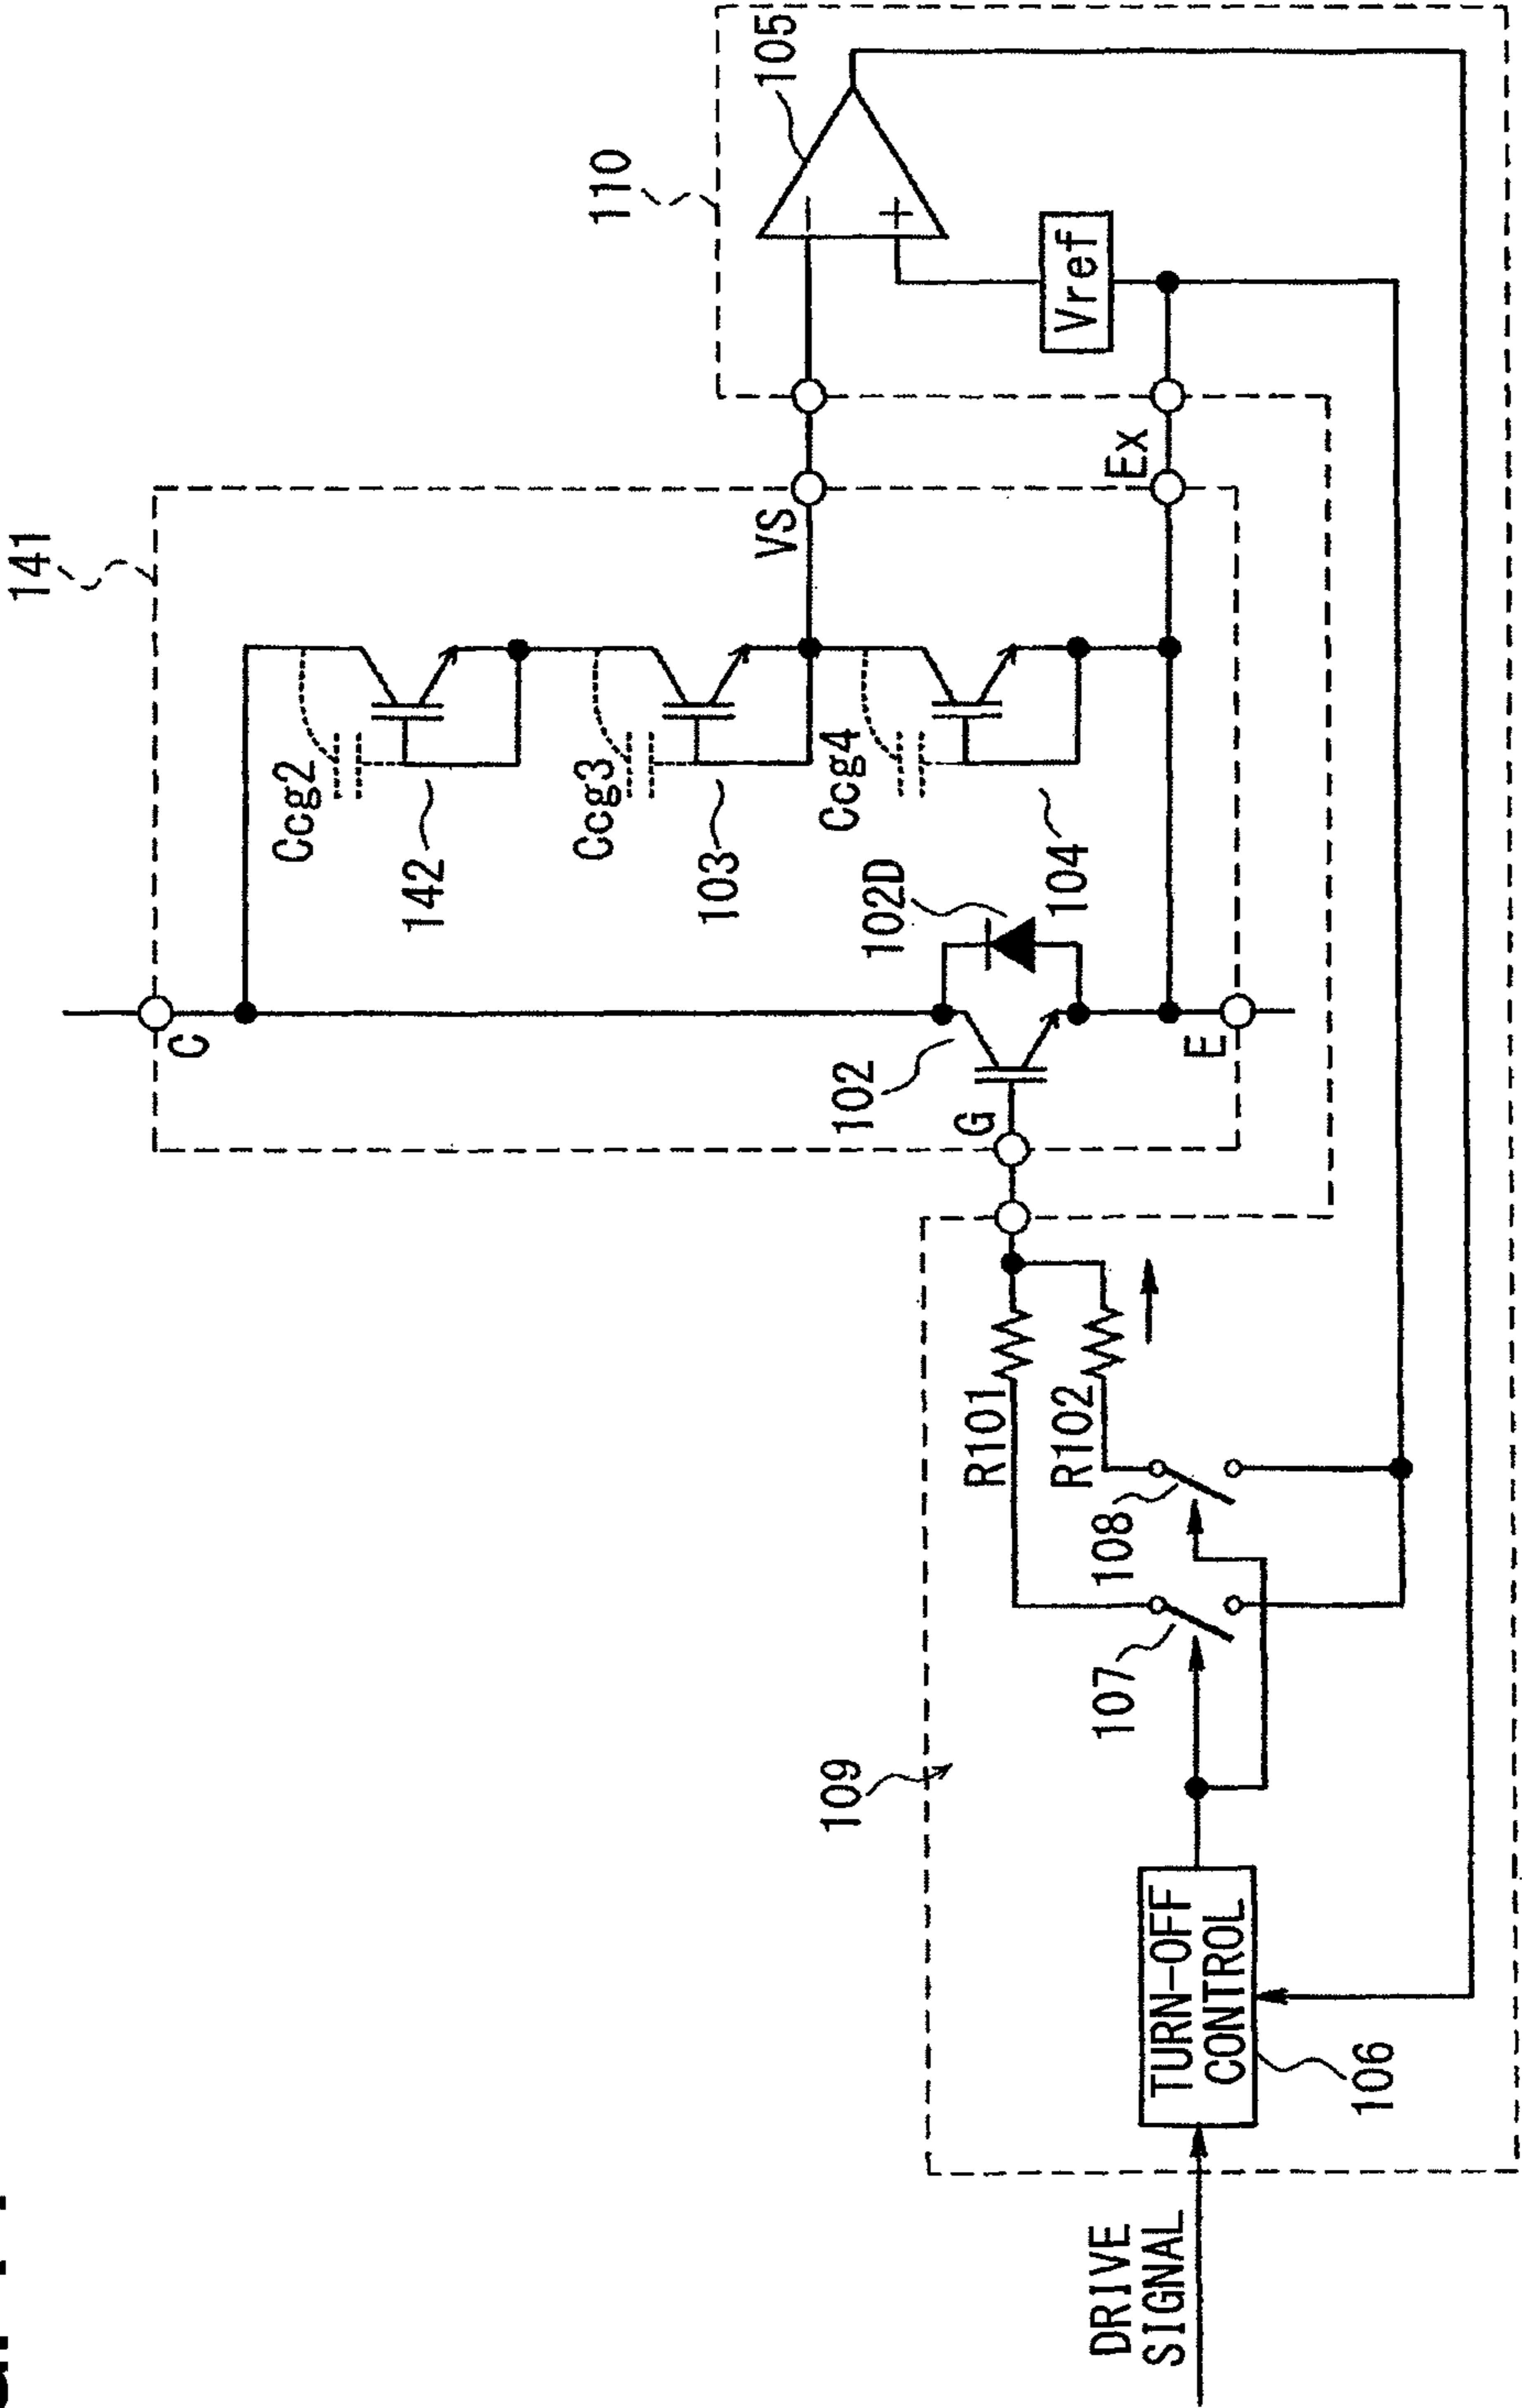 141
110
105
Ccg2
142
Ccg3
103
Ccg4
104
102D
102
C
G
E
VS
Ex
Vref
109
R101
R102
107
108
TURN-OFF
CONTROL
106
DRIVE
SIGNAL